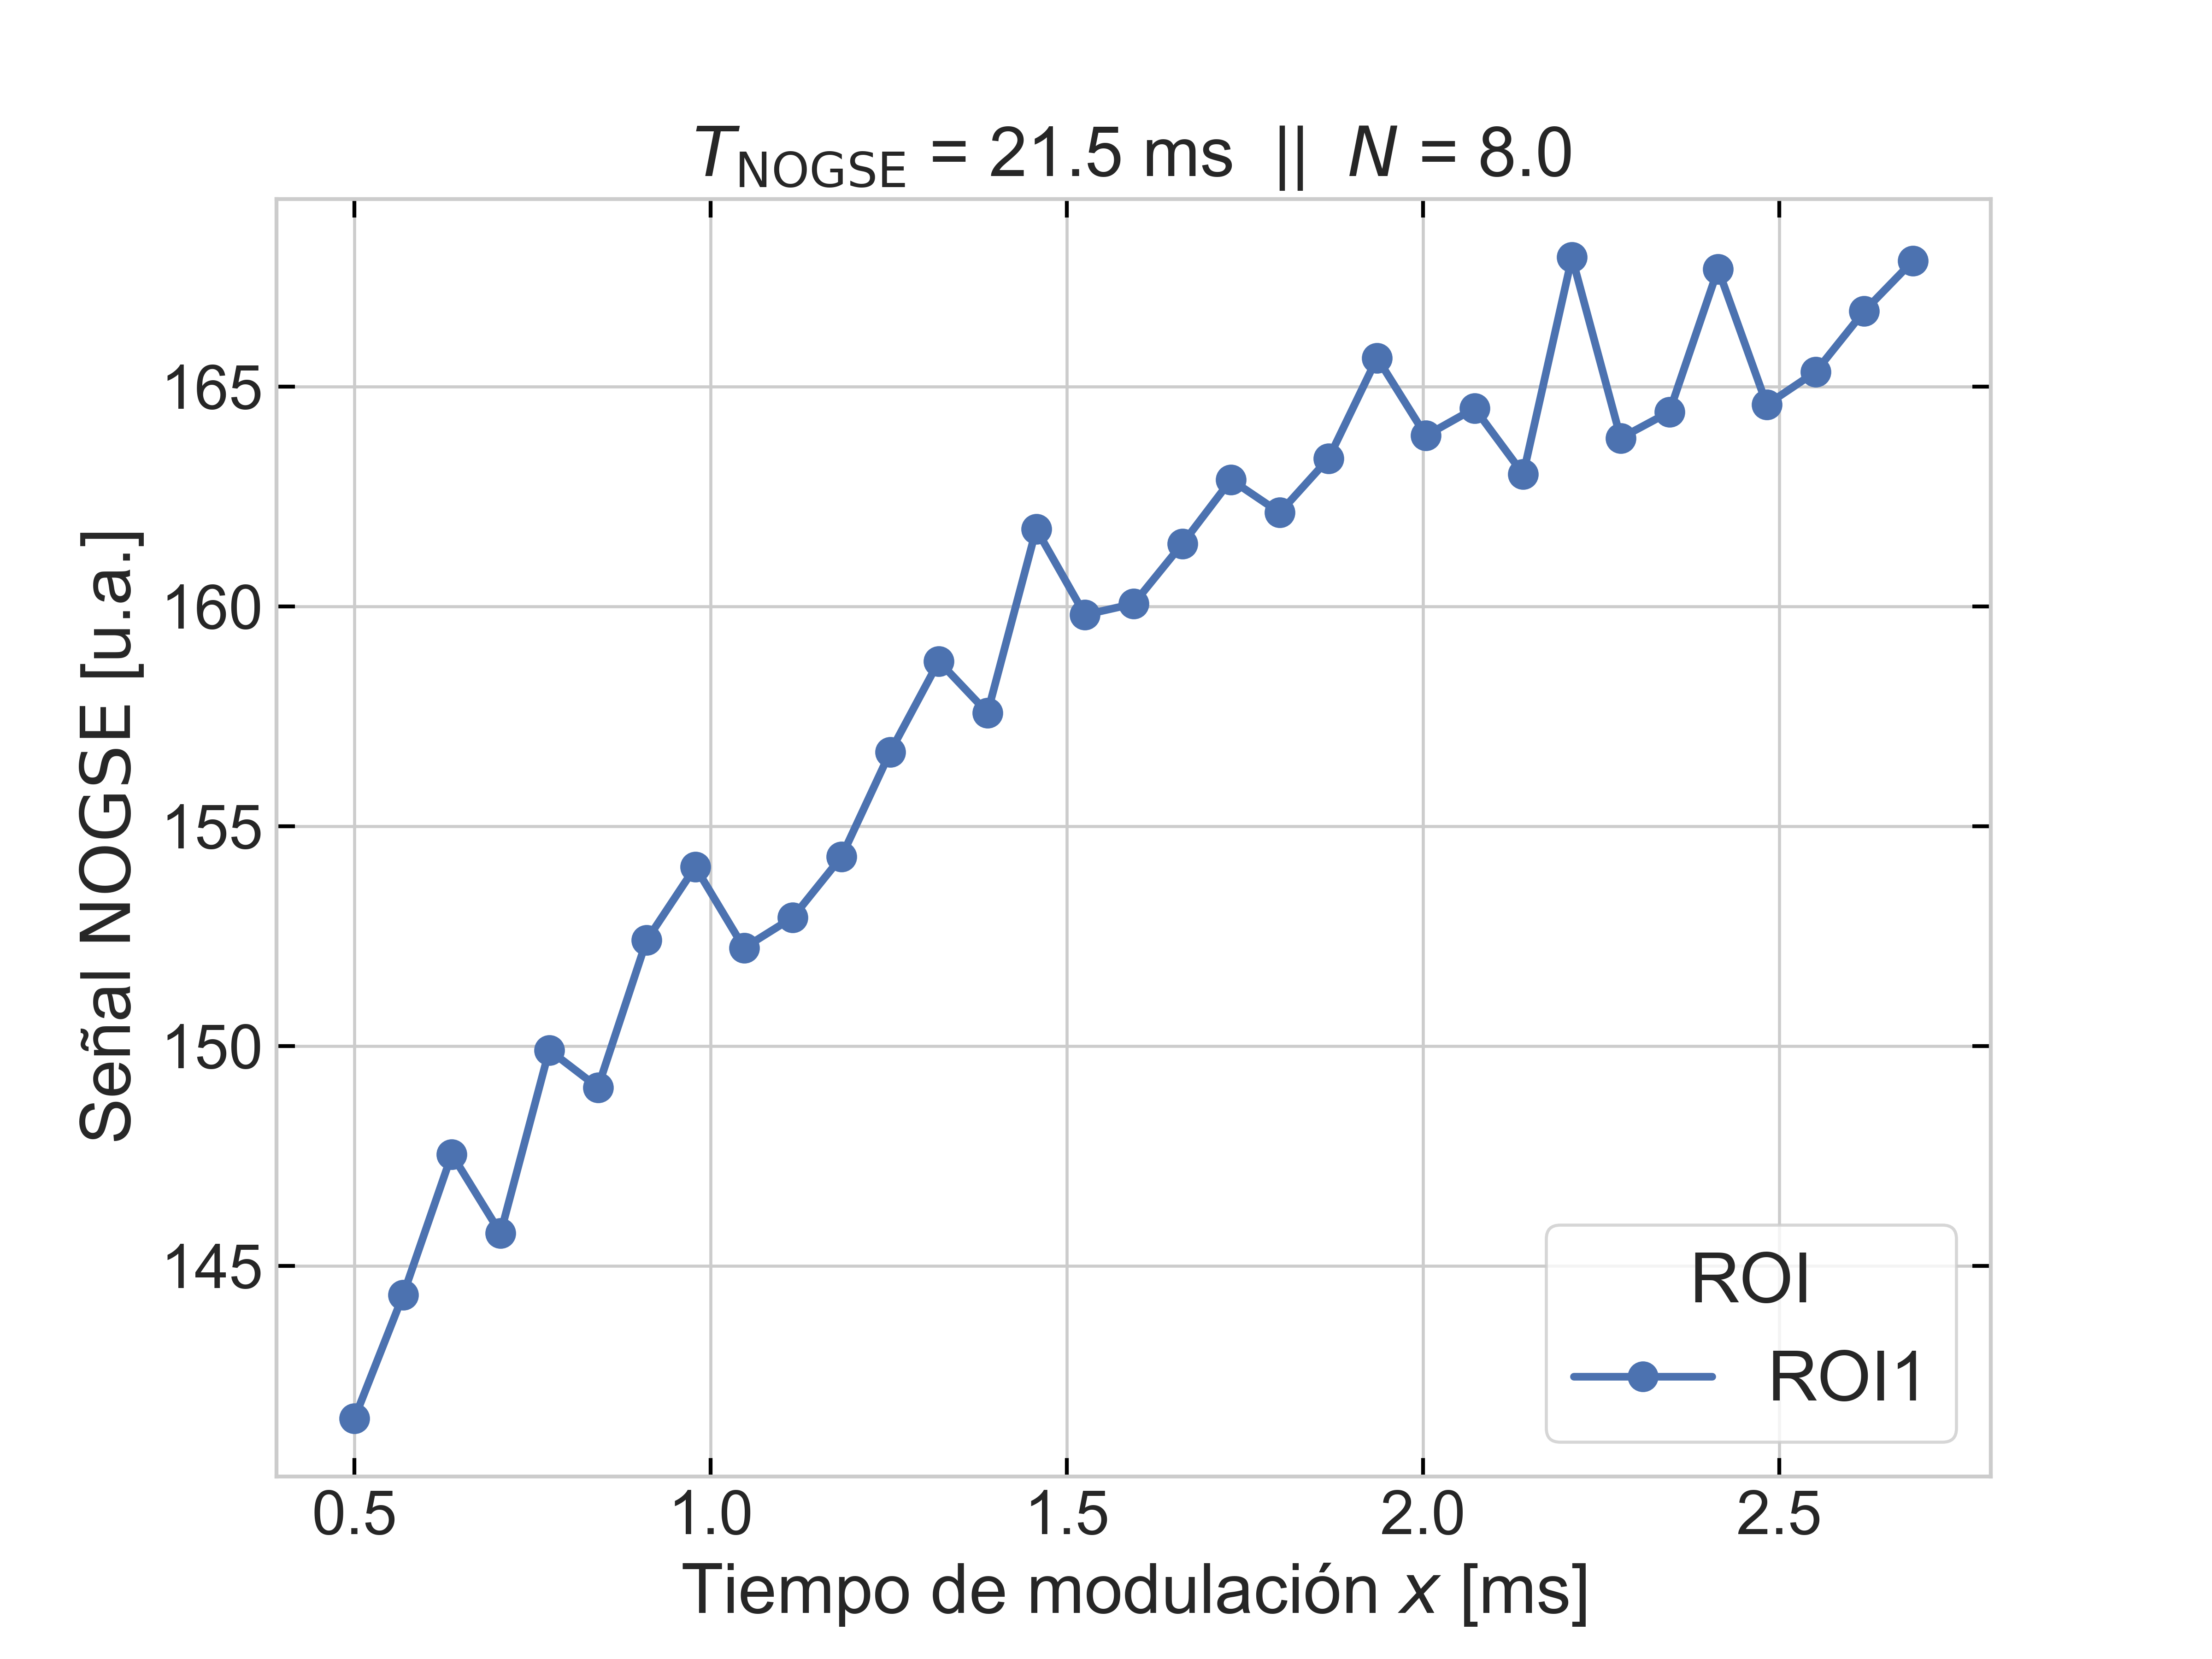 T_NOGSE = 21.5 ms || N = 8.0
Señal NOGSE [u.a.]
165
160
155
150
145
ROI
ROI1
0.5 1.0 1.5 2.0 2.5
Tiempo de modulación x [ms]